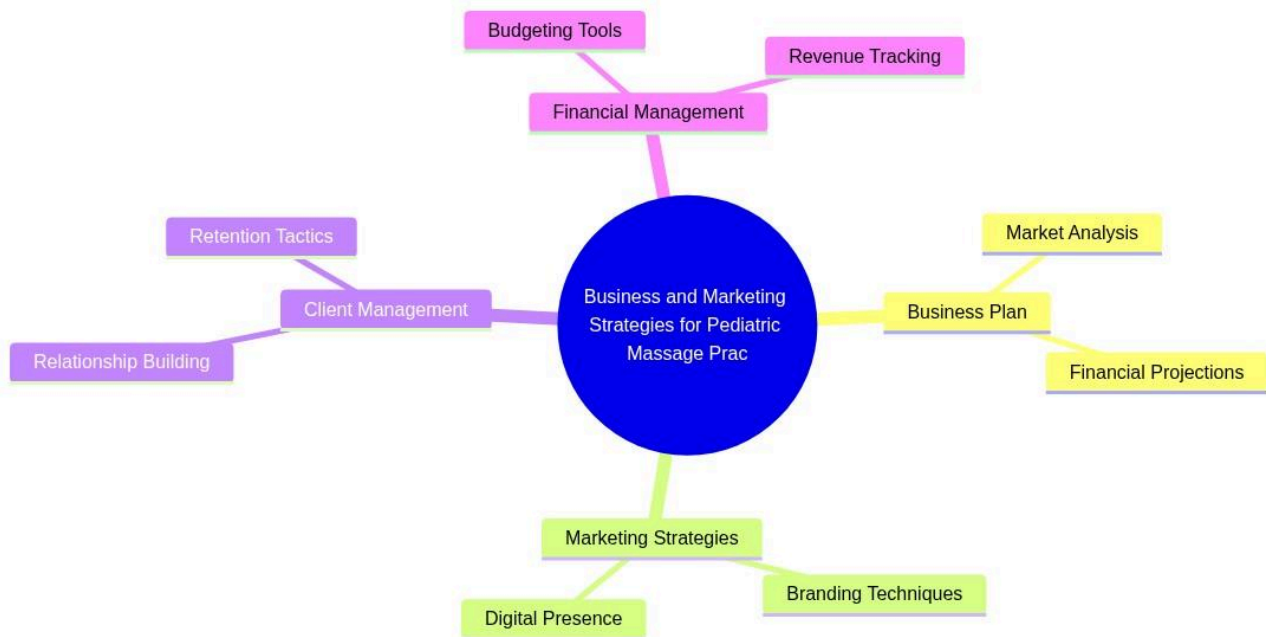 Budgeting Tools
Revenue Tracking
Financial Management
Retention Tactics
Client Management
Relationship Building
Business and Marketing
Strategies for Pediatric
Massage Prac
Market Analysis
Business Plan
Financial Projections
Marketing Strategies
Branding Techniques
Digital Presence